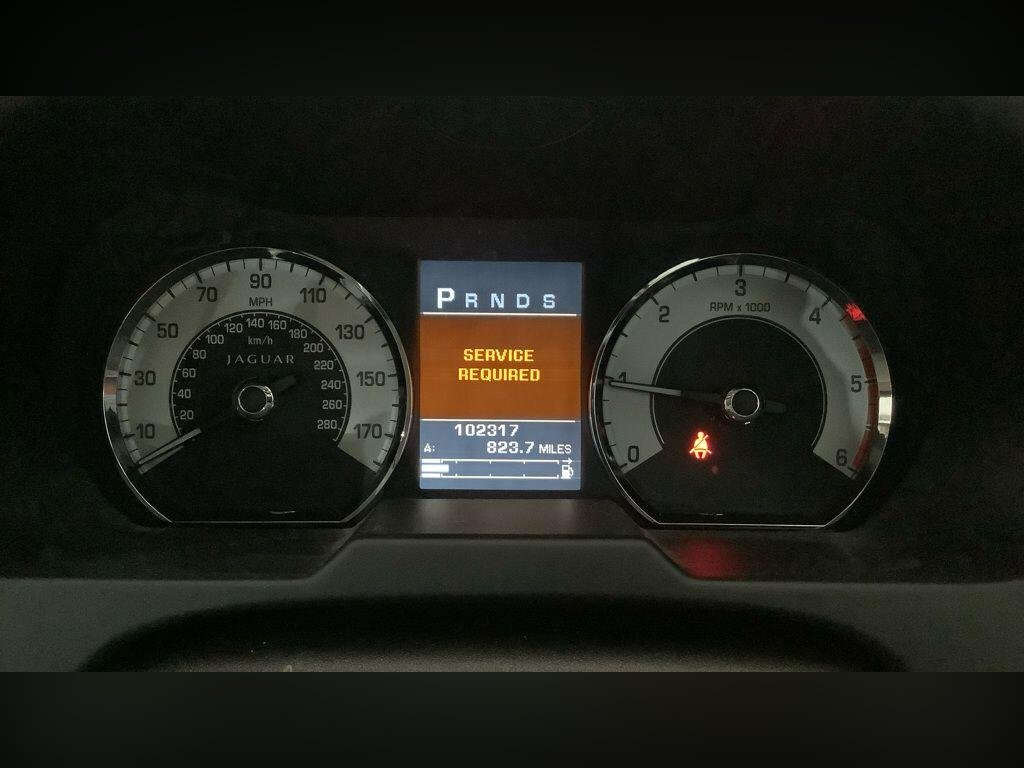 10 30 50 70 90 110 130 150 170
MPH
20 40 60 80 100 120 140 160 180 200 220 240 260 280
km/h
JAGUAR
P R N D S
SERVICE
REQUIRED
102317
A: 823.7 MILES
0 1 2 3 4 5 6
RPM x 1000